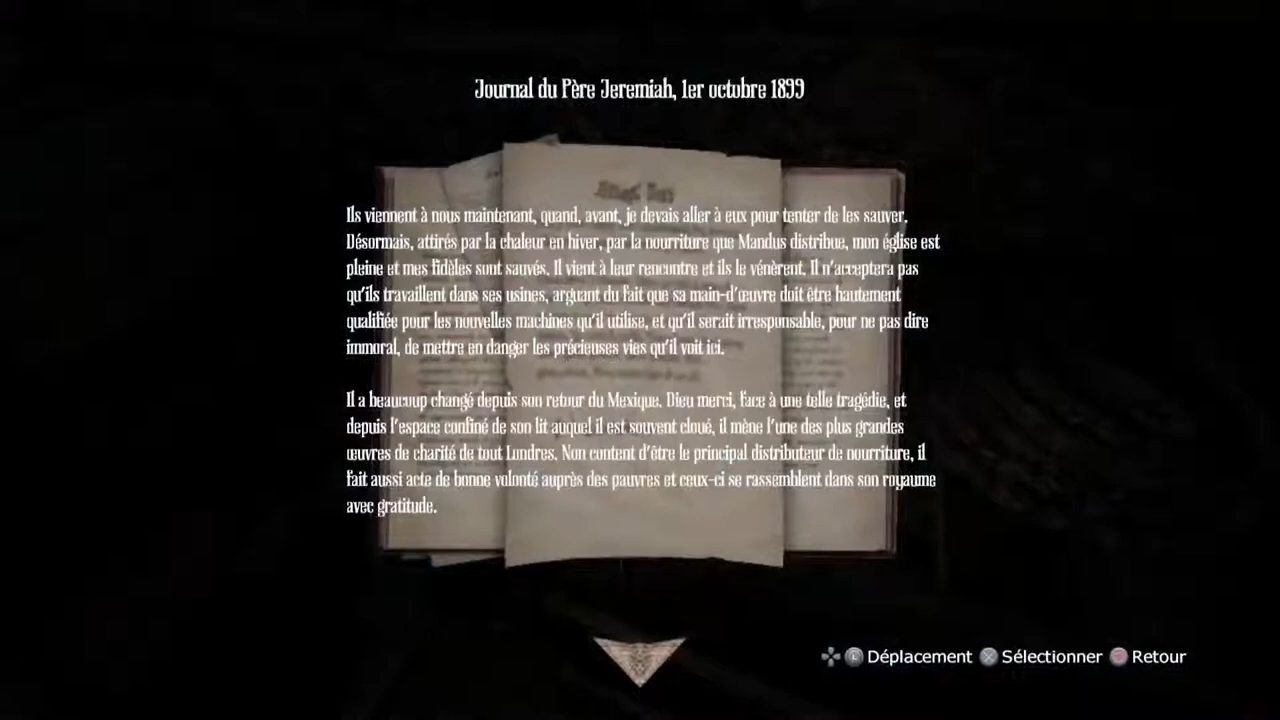 Journal du Père Jeremiah, 1er octobre 1899
Ils viennent à nous maintenant, quand, avant, je devais aller à eux pour tenter de les sauver.
Désormais, attirés par la chaleur en hiver, par la nourriture que Mandus distribue, mon église est
pleine et mes fidèles sont sauvés. Il vient à leur rencontre et ils le vénèrent. Il n'acceptera pas
qu'ils travaillent dans ses usines, arguant du fait que sa main-d'œuvre doit être hautement
qualifiée pour les nouvelles machines qu'il utilise, et qu'il serait irresponsable, pour ne pas dire
immoral, de mettre en danger les précieuses vies qu'il voit ici.
Il a beaucoup changé depuis son retour du Mexique. Dieu merci, face à une telle tragédie, et
depuis l'espace confiné de son lit auquel il est souvent cloué, il mène l'une des plus grandes
œuvres de charité de tout Londres. Non content d'être le principal distributeur de nourriture, il
fait aussi acte de bonne volonté auprès des pauvres et ceux-ci se rassemblent dans son royaume
avec gratitude.
Déplacement Sélectionner Retour